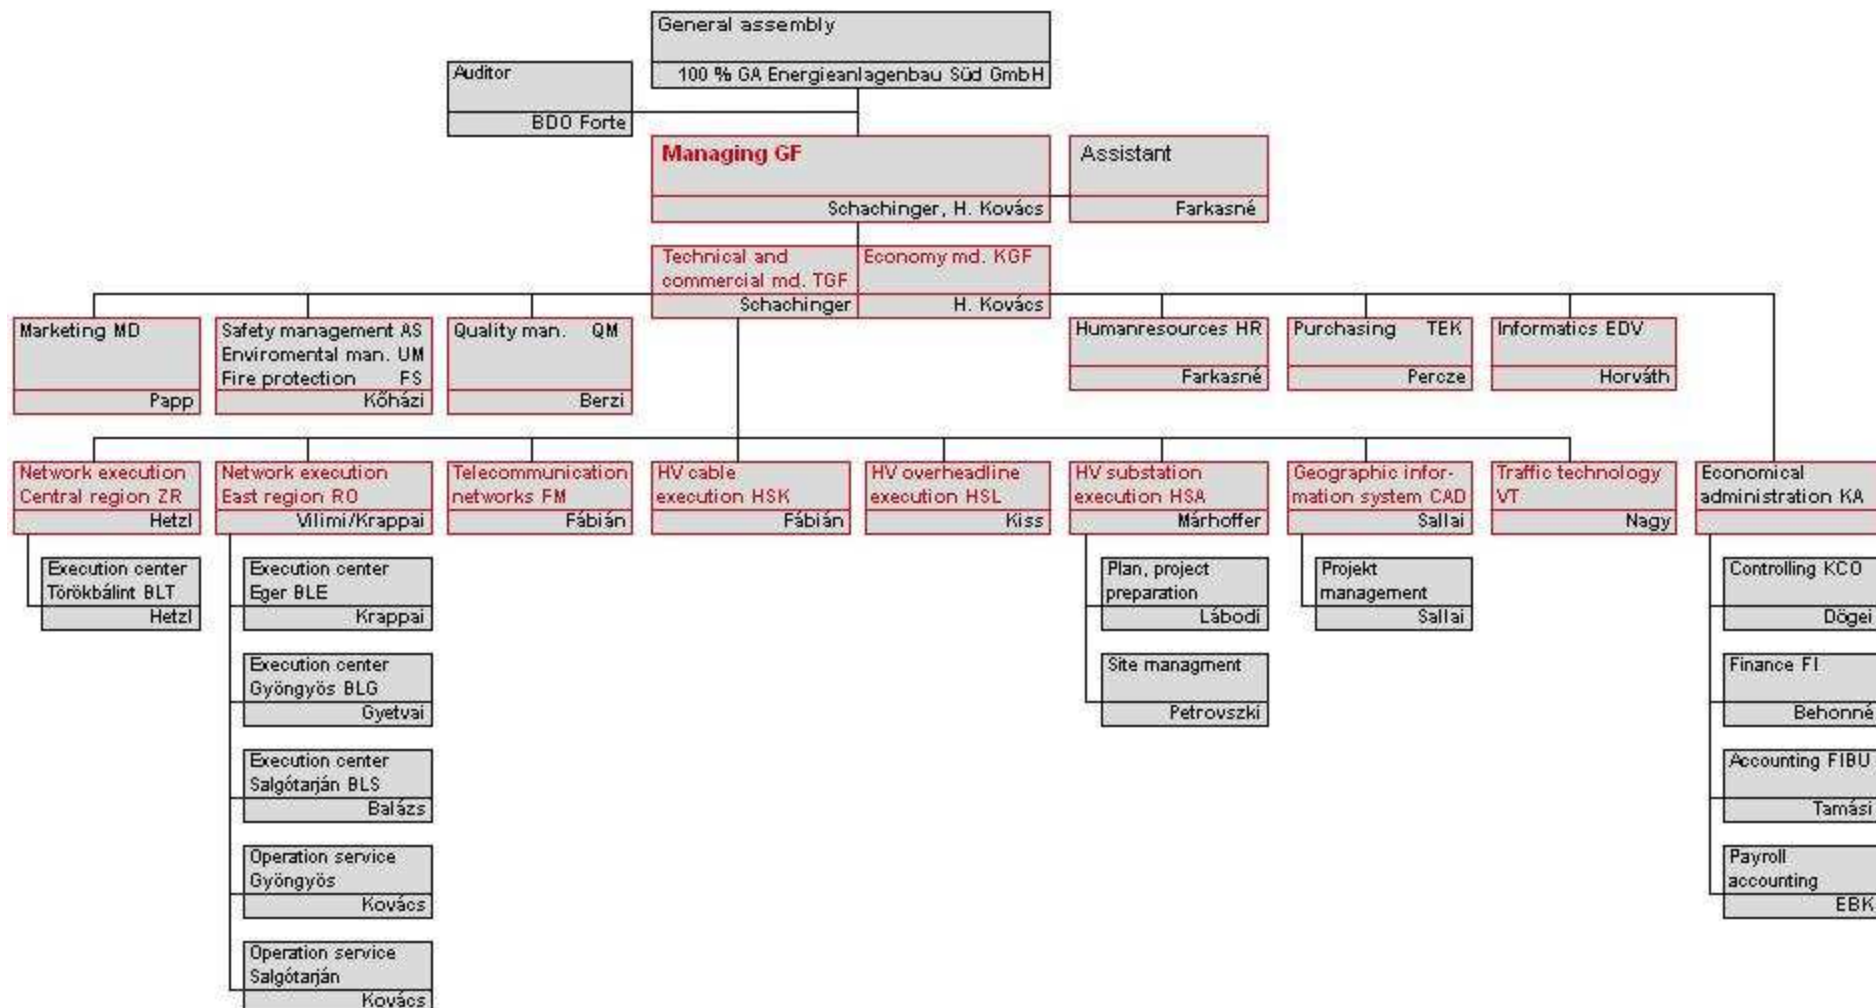 General assembly
100 % GA Energieanlagenbau Süd GmbH
Auditor
BDO Forte
Managing GF
Schachinger, H. Kovács
Assistant
Farkasné
Technical and
commercial md. TGF
Schachinger
Economy md. KGF
H. Kovács
Marketing MD
Papp
Safety management AS
Enviromental man. UM
Fire protection FS
Kőházi
Quality man. QM
Berzi
Humanresources HR
Farkasné
Purchasing TEK
Percze
Informatics EDV
Horváth
Network execution
Central region ZR
Hetzl
Network execution
East region RO
Vilimi/Krappai
Telecommunication
networks FM
Fábián
HV cable
execution HSK
Fábián
HV overheadline
execution HSL
Kiss
HV substation
execution HSA
Márhoffer
Geographic infor-
mation system CAD
Sallai
Traffic technology
VT
Nagy
Economical
administration KA
Execution center
Törökbálint BLT
Hetzl
Execution center
Eger BLE
Krappai
Execution center
Gyöngyös BLG
Gyetvai
Execution center
Salgótarján BLS
Balázs
Operation service
Gyöngyös
Kovács
Operation service
Salgótarján
Kovács
Plan, project
preparation
Lábodi
Site managment
Petrovszki
Projekt
management
Sallai
Controlling KCO
Dögei
Finance FI
Behonné
Accounting FIBU
Tamási
Payroll
accounting
EBK